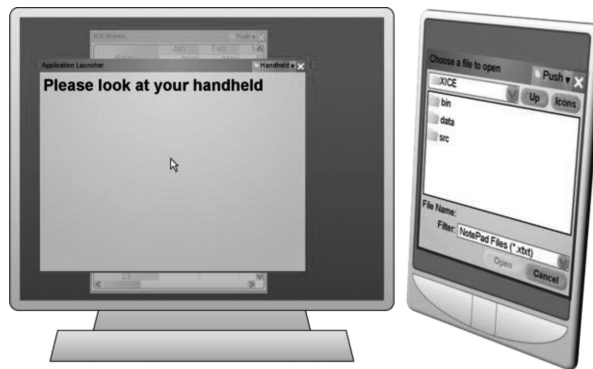 ICE Sheets Push
Jan Feb
Application Launcher Handheld
Please look at your handheld
23
Choose a file to open Push
XICE Up Icons
bin
data
src
File Name:
Filter: NotePad Files (*.xtxt)
Open Cancel